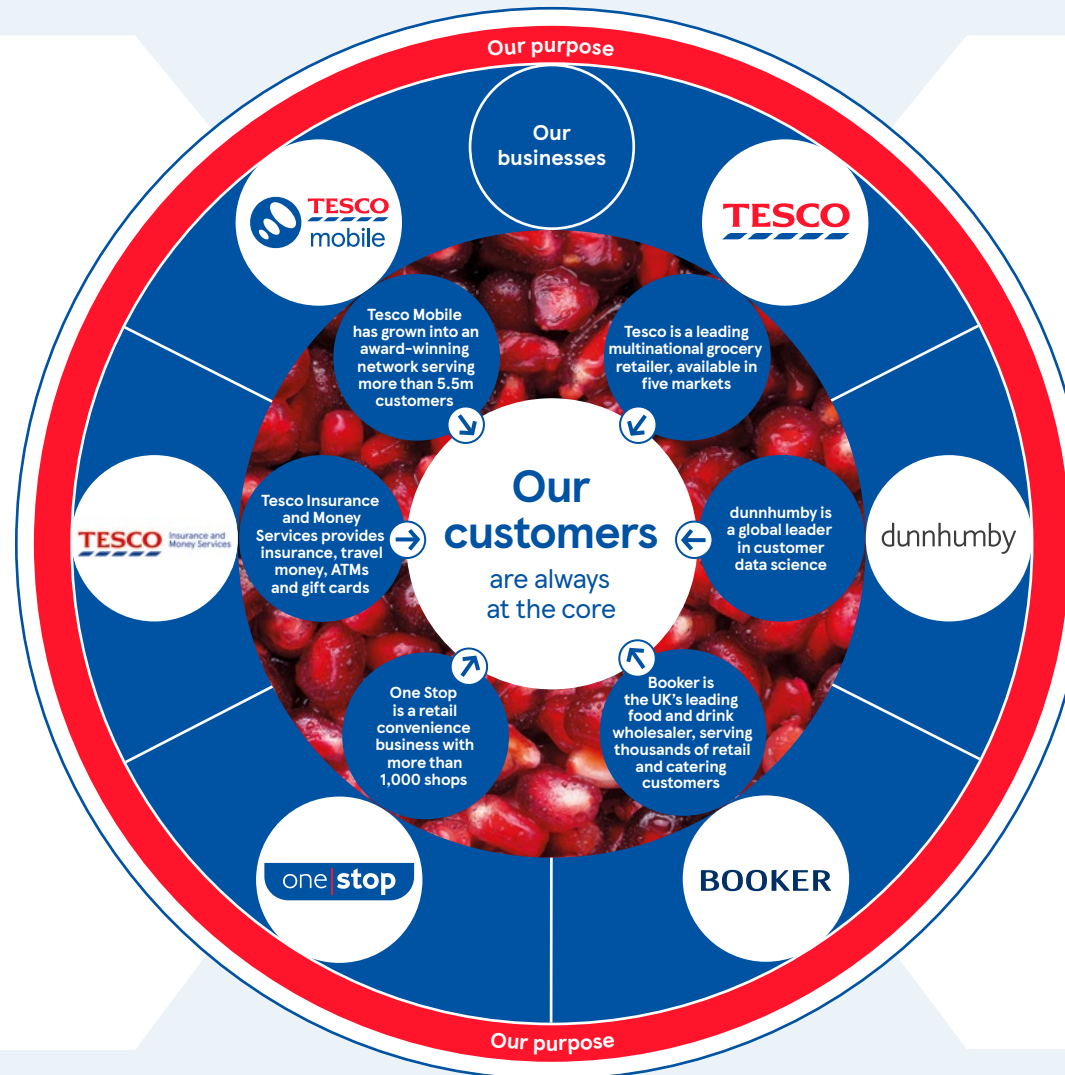 Our purpose
Our
businesses
TESCO
mobile
TESCO
Tesco Mobile
has grown into an
award-winning
network serving
more than 5.5m
customers
Tesco is a leading
multinational grocery
retailer, available in
five markets
TESCO
Insurance and
Money Services
Tesco Insurance
and Money
Services provides
insurance, travel
money, ATMs
and gift cards
Our
customers
are always
at the core
dunnhumby is
a global leader
in customer
data science
dunnhumby
One Stop
is a retail
convenience
business with
more than
1,000 shops
Booker is
the UK’s leading
food and drink
wholesaler, serving
thousands of retail
and catering
customers
one stop
BOOKER
Our purpose